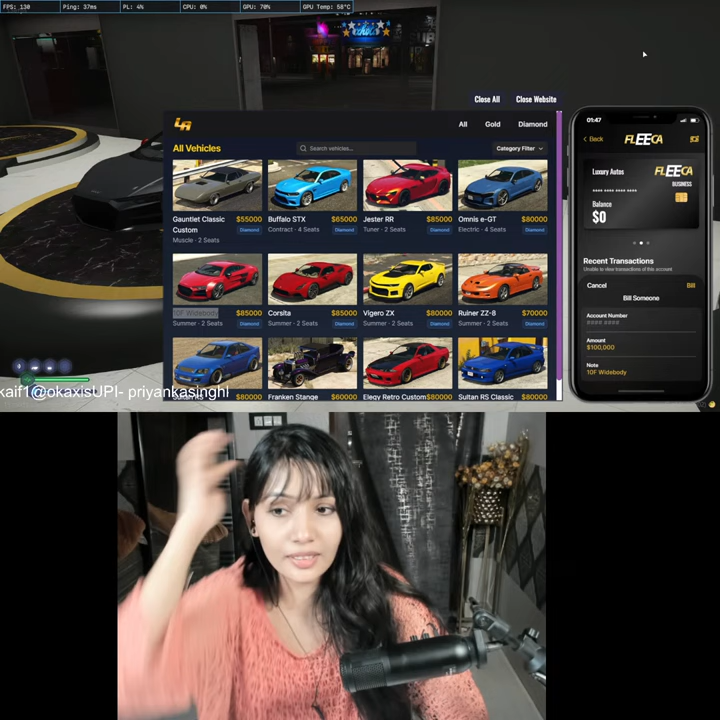 FPS: 130 Ping: 37ms PL: 4% CPU: 0% GPU: 70% GPU Temp: 58°C
Close All Close Website
LA
All Gold Diamond
All Vehicles
Search vehicles...
Category Filter
Gauntlet Classic Custom $55000
Muscle · 2 Seats Diamond
Buffalo STX $65000
Contract · 4 Seats Diamond
Jester RR $85000
Tuner · 2 Seats Diamond
Omnis e-GT $80000
Electric · 4 Seats Diamond
10F Widebody $85000
Summer · 2 Seats Diamond
Corsita $85000
Summer · 2 Seats Diamond
Vigero ZX $80000
Summer · 2 Seats Diamond
Ruiner ZZ-8 $70000
Summer · 2 Seats Diamond
$80000
Franken Stange $60000
Elegy Retro Custom $80000
Sultan RS Classic $80000
01:47
Back
FLEECA
Luxury Autos
FLEECA
BUSINESS
**** **** **** ****
Balance
$0
Recent Transactions
Unable to view transactions of this account
Cancel Bill
Bill Someone
Account Number
#### ####
Amount
$100,000
Note
10F Widebody
kaif1@okaxisUPI- priyankasingh!